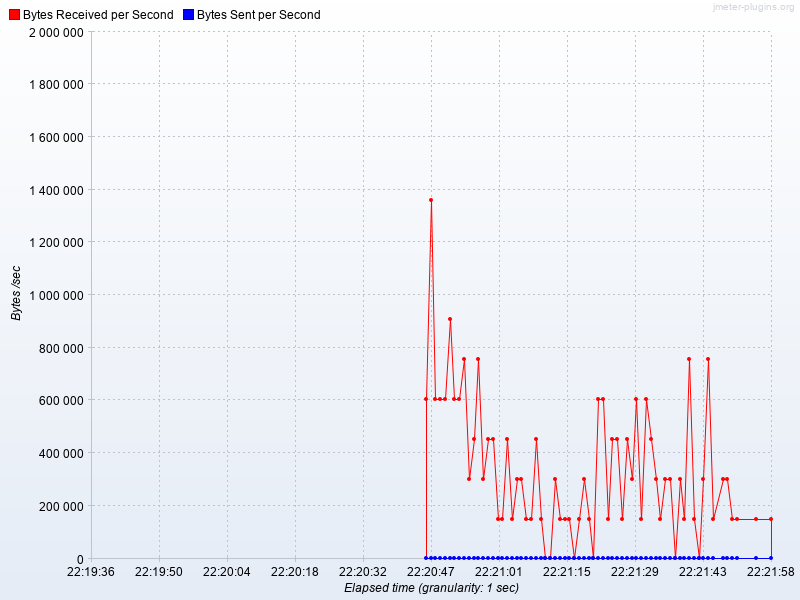 jmeter-plugins.org
Bytes Received per Second Bytes Sent per Second
2 000 000
1 800 000
1 600 000
1 400 000
1 200 000
1 000 000
800 000
600 000
400 000
200 000
0
Bytes /sec
22:19:36 22:19:50 22:20:04 22:20:18 22:20:32 22:20:47 22:21:01 22:21:15 22:21:29 22:21:43 22:21:58
Elapsed time (granularity: 1 sec)